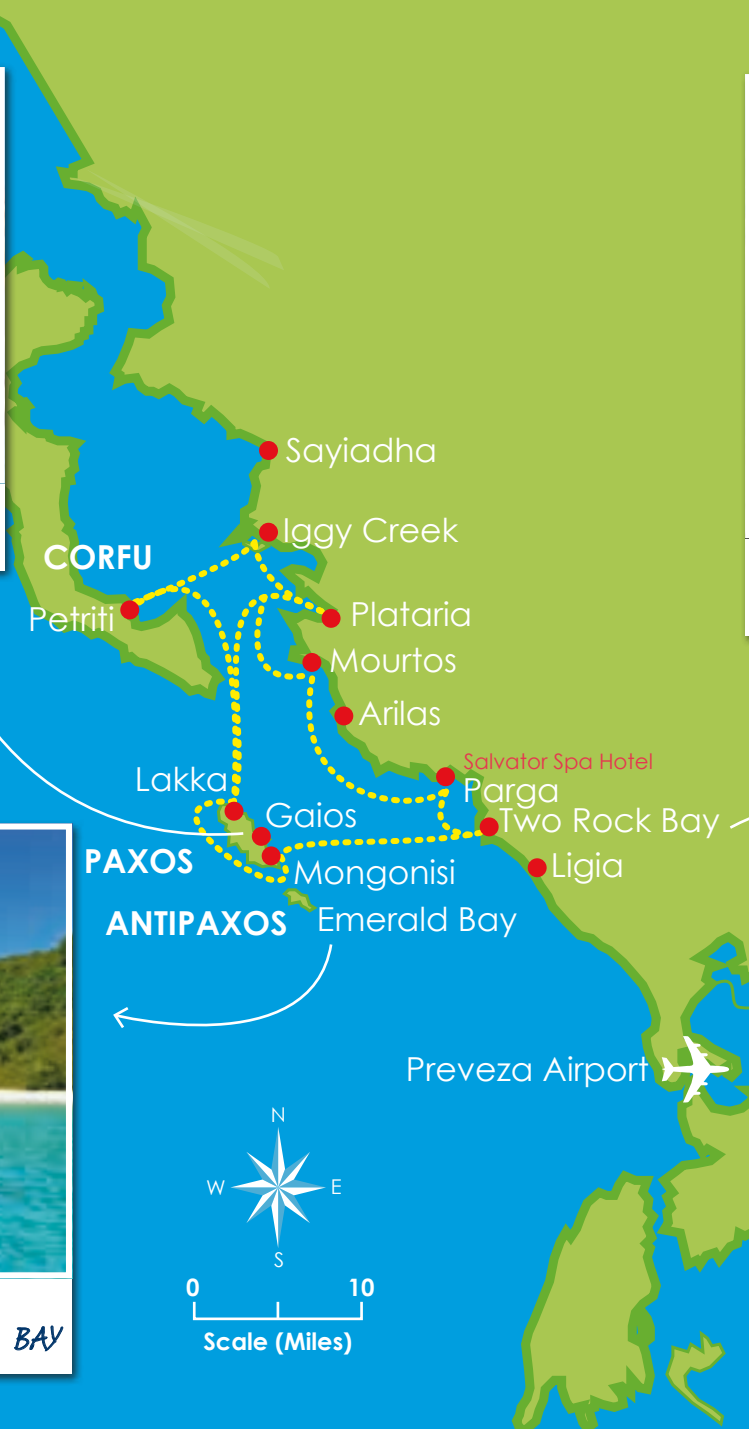 Sayiadha
Iggy Creek
CORFU
Petriti
Plataria
Mourtos
Arilas
Salvator Spa Hotel
Parga
Lakka
Gaios
Two Rock Bay
PAXOS
Mongonisi
Ligia
ANTIPAXOS
Emerald Bay
Preveza Airport
N
W
E
S
0
10
Scale (Miles)
BAY